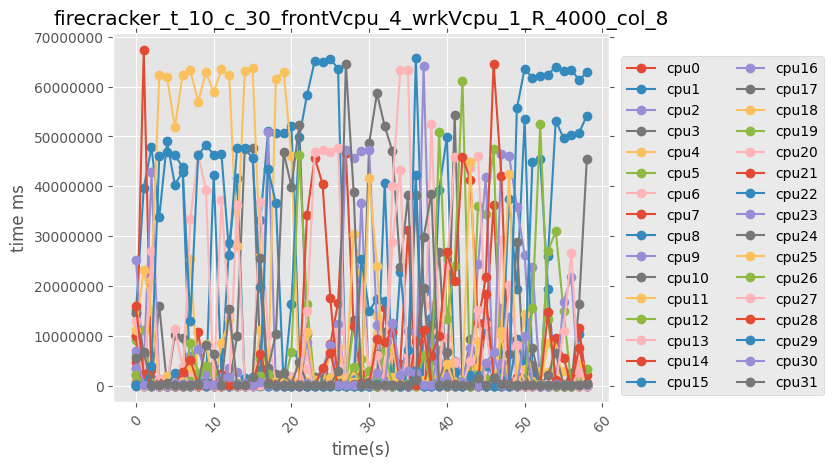 firecracker_t_10_c_30_frontVcpu_4_wrkVcpu_1_R_4000_col_8
70000000
60000000
50000000
40000000
30000000
20000000
10000000
0
time ms
0
10
20
30
40
50
60
time(s)
cpu0
cpu1
cpu2
cpu3
cpu4
cpu5
cpu6
cpu7
cpu8
cpu9
cpu10
cpu11
cpu12
cpu13
cpu14
cpu15
cpu16
cpu17
cpu18
cpu19
cpu20
cpu21
cpu22
cpu23
cpu24
cpu25
cpu26
cpu27
cpu28
cpu29
cpu30
cpu31